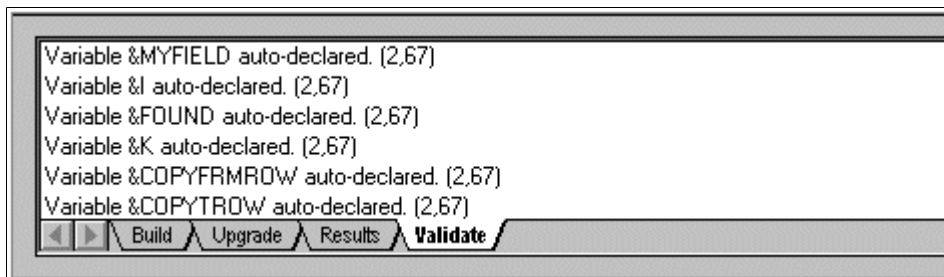 Variable &MYFIELD auto-declared. (2,67)
Variable &I auto-declared. (2,67)
Variable &FOUND auto-declared. (2,67)
Variable &K auto-declared. (2,67)
Variable &COPYFRMROW auto-declared. (2,67)
Variable &COPYTROW auto-declared. (2,67)
Build Upgrade Results Validate